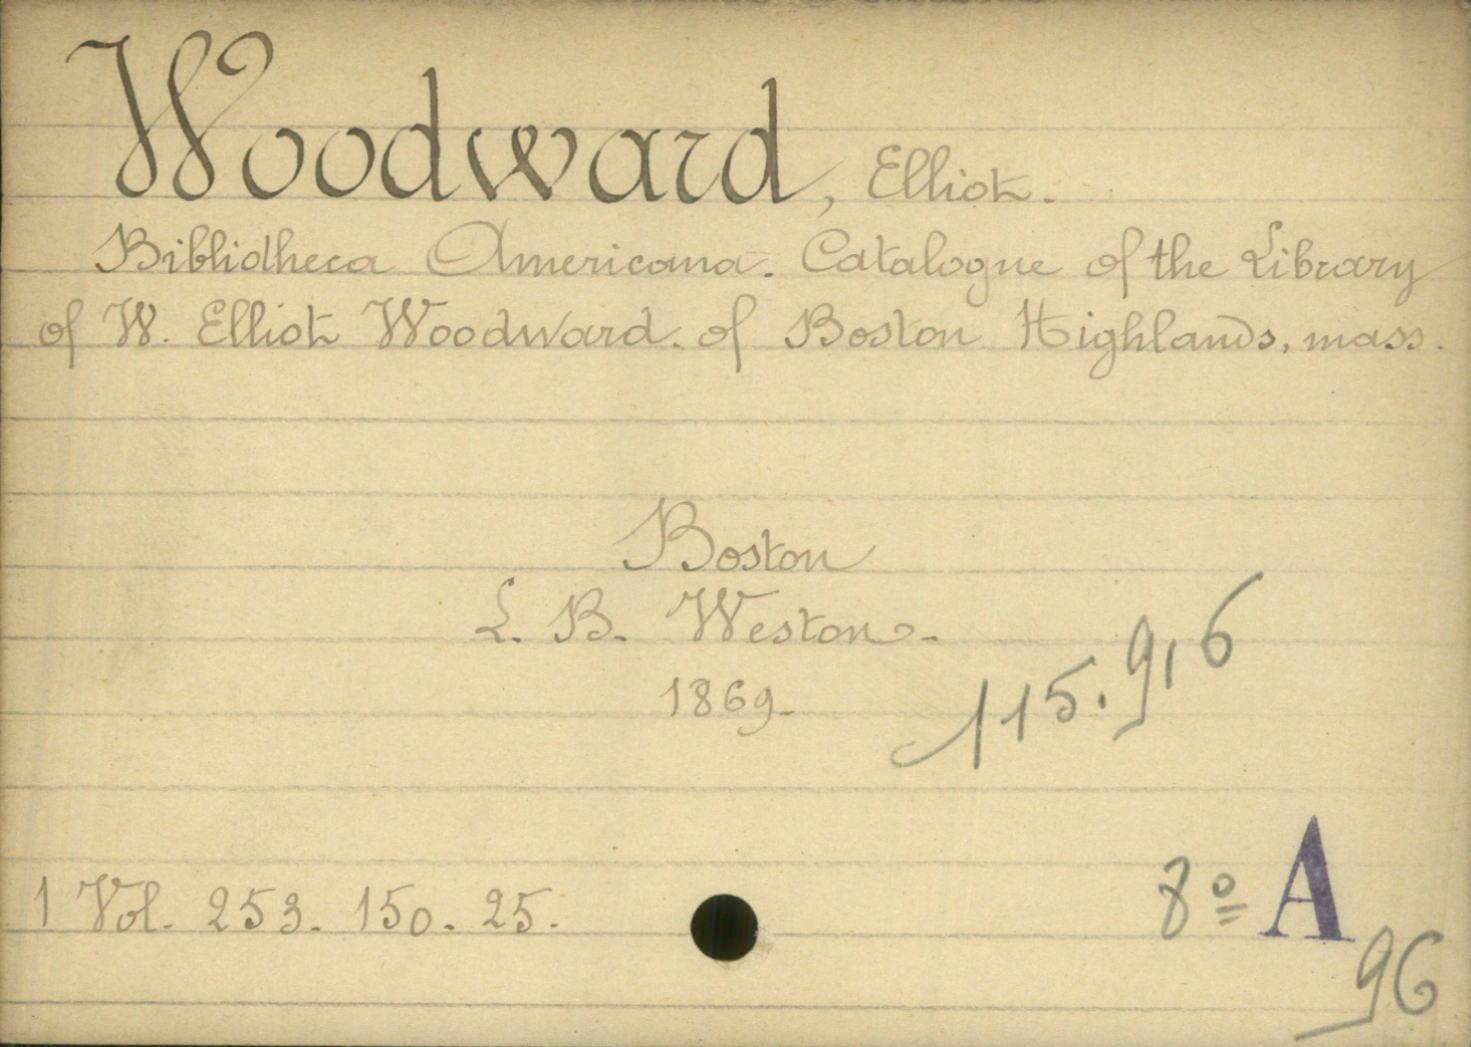 Woodward, Elliot.
Bibliotheca Americana. Catalogue of the Library
of W. Elliot Woodward. of Boston Highlands, mass.
Boston
L. B. Weston.
1869.
115.916
1 Vol. 253. 150. 25.
8º A
96